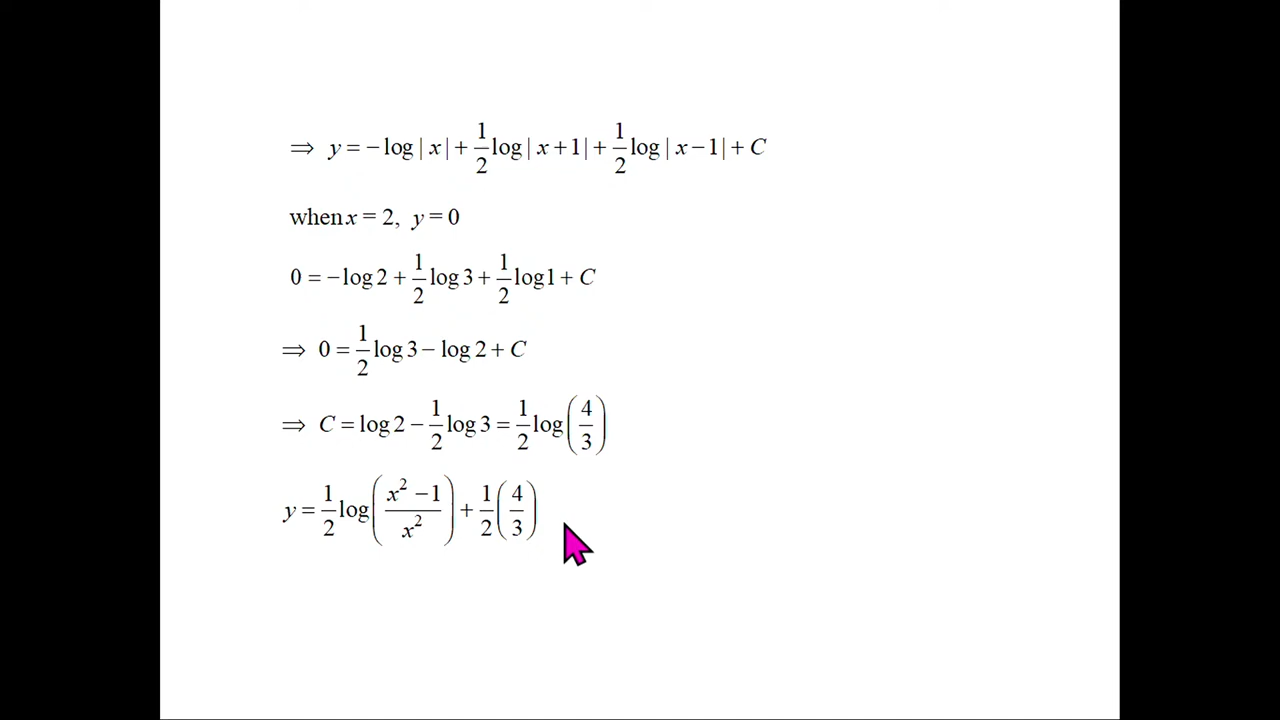 ⇒ y = −log | x | + 1/2 log | x + 1 | + 1/2 log | x − 1 | + C
when x = 2, y = 0
0 = −log 2 + 1/2 log 3 + 1/2 log 1 + C
⇒ 0 = 1/2 log 3 − log 2 + C
⇒ C = log 2 − 1/2 log 3 = 1/2 log (4/3)
y = 1/2 log ((x² − 1)/x²) + 1/2 (4/3)